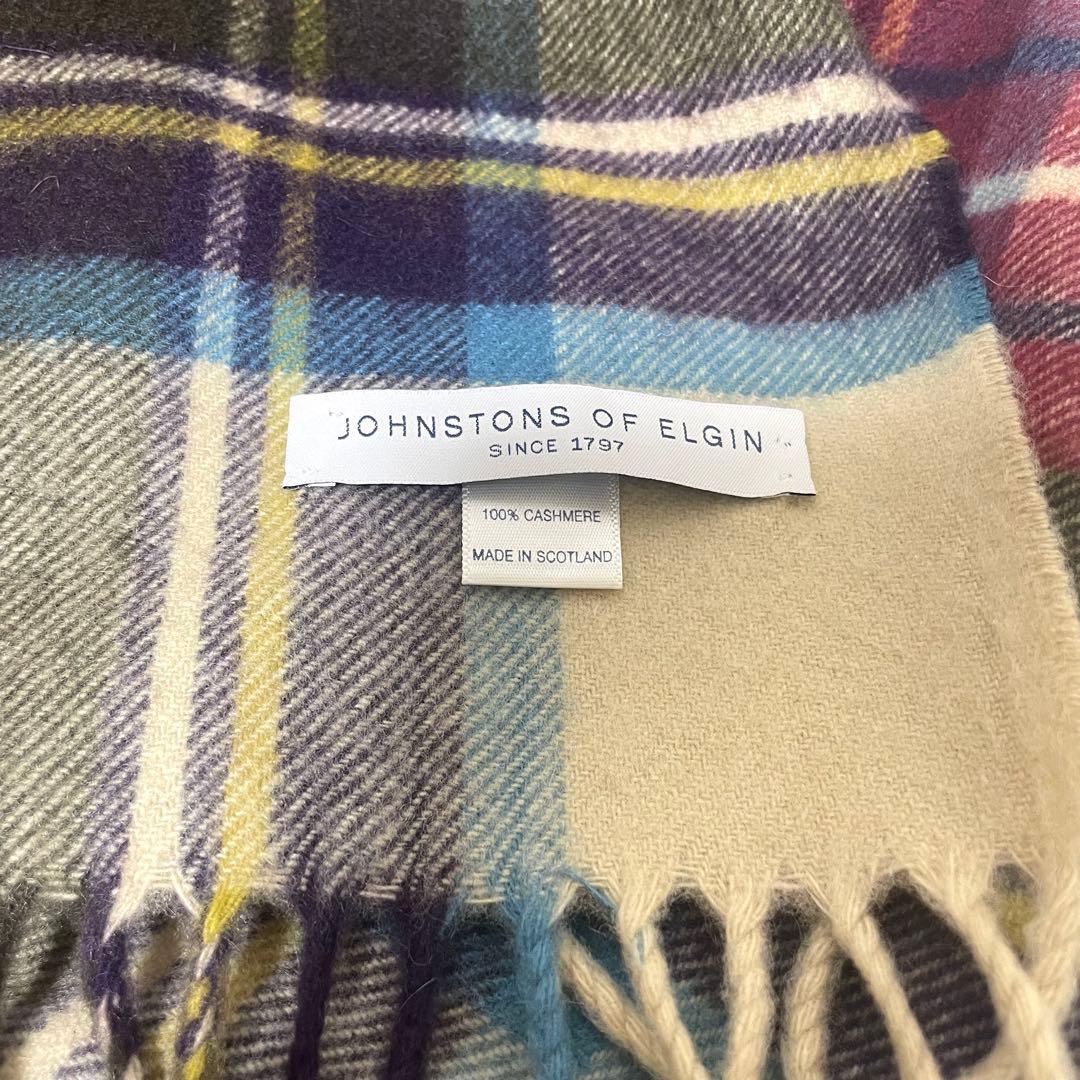 JOHNSTONS OF ELGIN
SINCE 1797
100% CASHMERE
MADE IN SCOTLAND